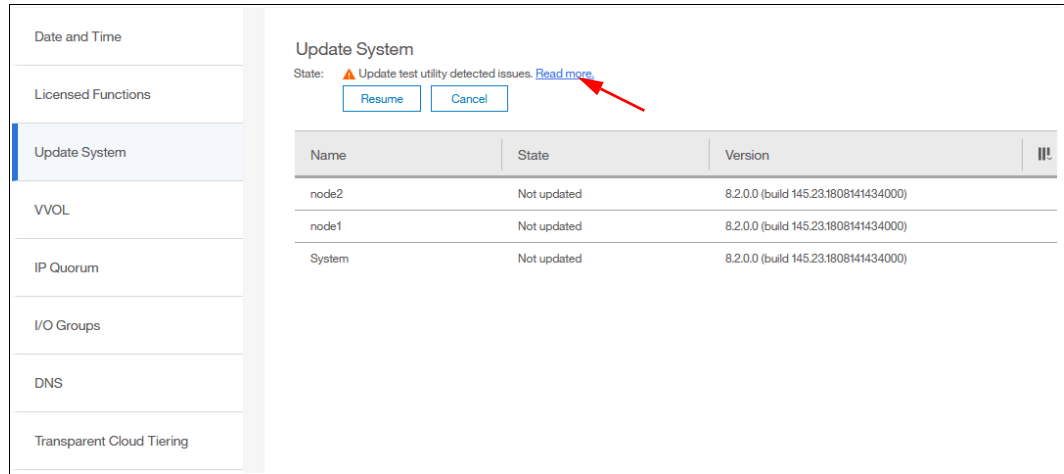 Date and Time
Licensed Functions
Update System
VVOL
IP Quorum
I/O Groups
DNS
Transparent Cloud Tiering
Update System
State: Update test utility detected issues. Read more.
Resume Cancel
Name State Version
node2 Not updated 8.2.0.0 (build 145.23.1808141434000)
node1 Not updated 8.2.0.0 (build 145.23.1808141434000)
System Not updated 8.2.0.0 (build 145.23.1808141434000)